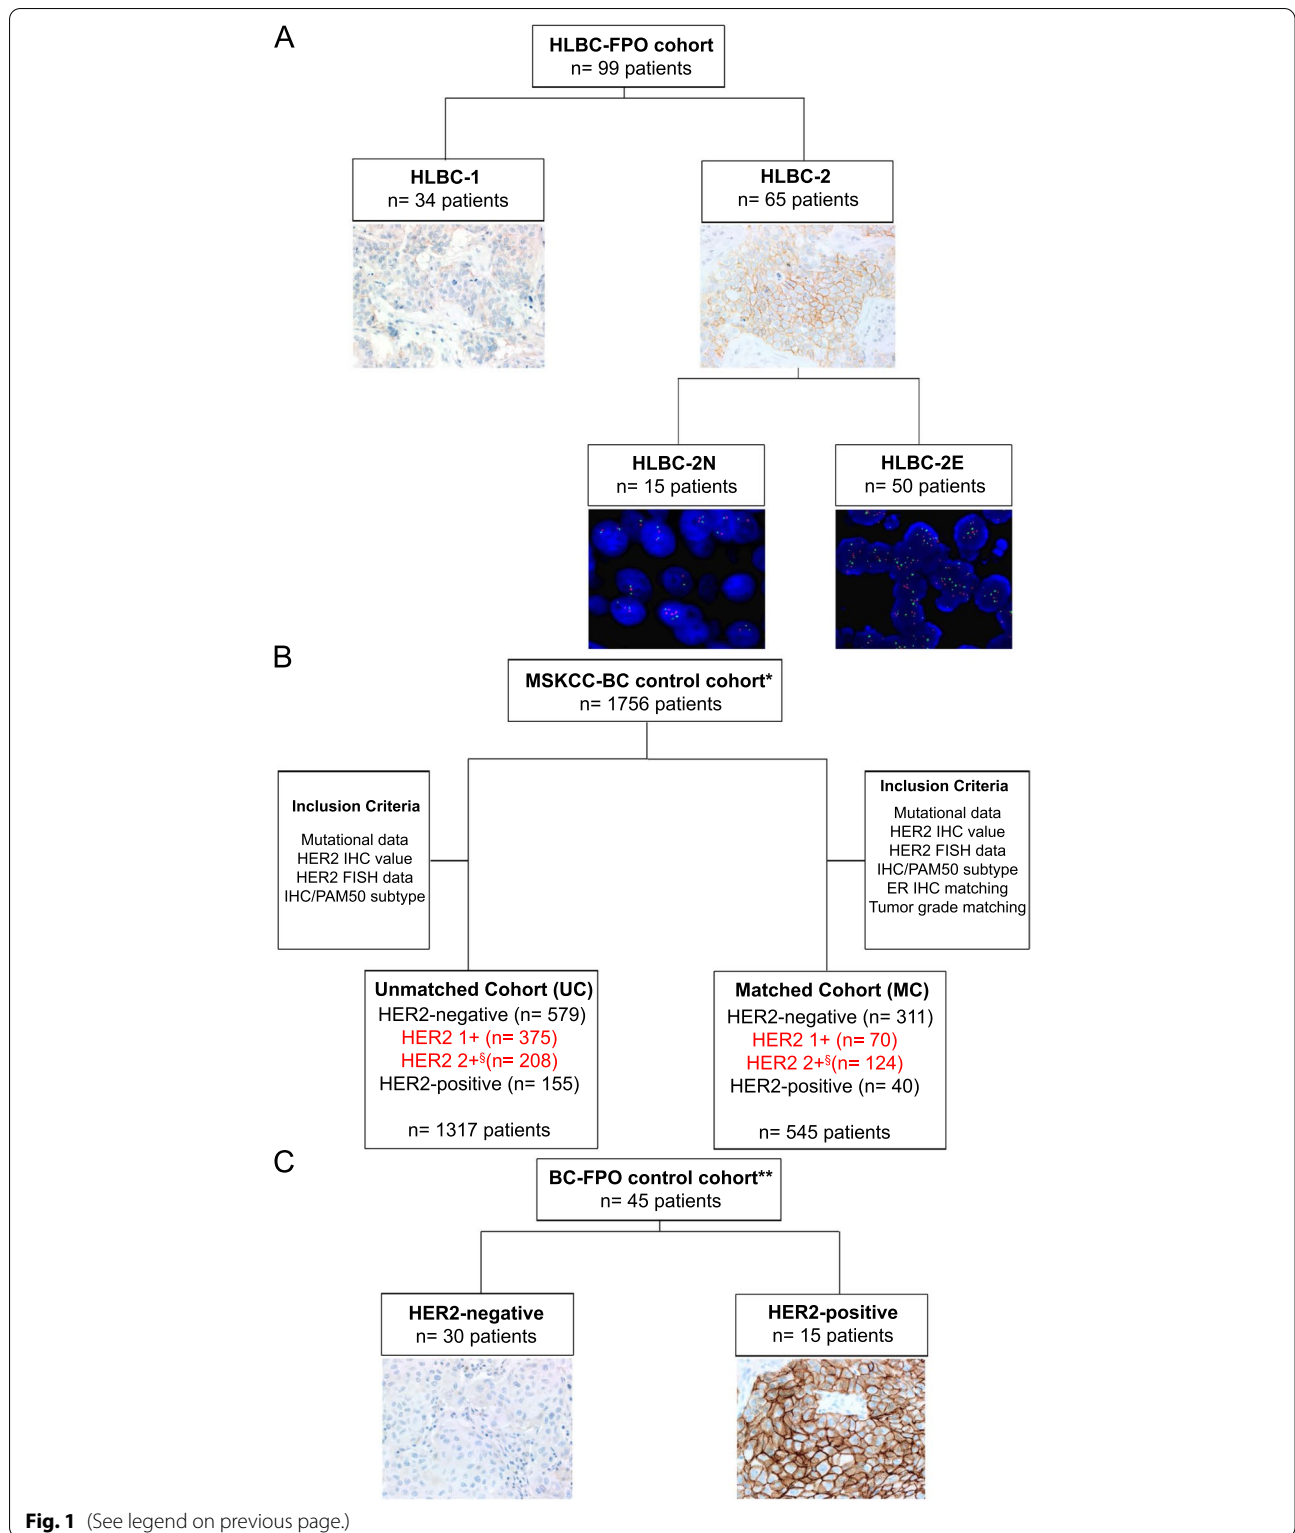 A
HLBC-FPO cohort
n= 99 patients
HLBC-1
n= 34 patients
HLBC-2
n= 65 patients
HLBC-2N
n= 15 patients
HLBC-2E
n= 50 patients
B
MSKCC-BC control cohort*
n= 1756 patients
Inclusion Criteria
Mutational data
HER2 IHC value
HER2 FISH data
IHC/PAM50 subtype
Inclusion Criteria
Mutational data
HER2 IHC value
HER2 FISH data
IHC/PAM50 subtype
ER IHC matching
Tumor grade matching
Unmatched Cohort (UC)
HER2-negative (n= 579)
HER2 1+ (n= 375)
HER2 2+§(n= 208)
HER2-positive (n= 155)
n= 1317 patients
Matched Cohort (MC)
HER2-negative (n= 311)
HER2 1+ (n= 70)
HER2 2+§(n= 124)
HER2-positive (n= 40)
n= 545 patients
C
BC-FPO control cohort**
n= 45 patients
HER2-negative
n= 30 patients
HER2-positive
n= 15 patients
Fig. 1 (See legend on previous page.)